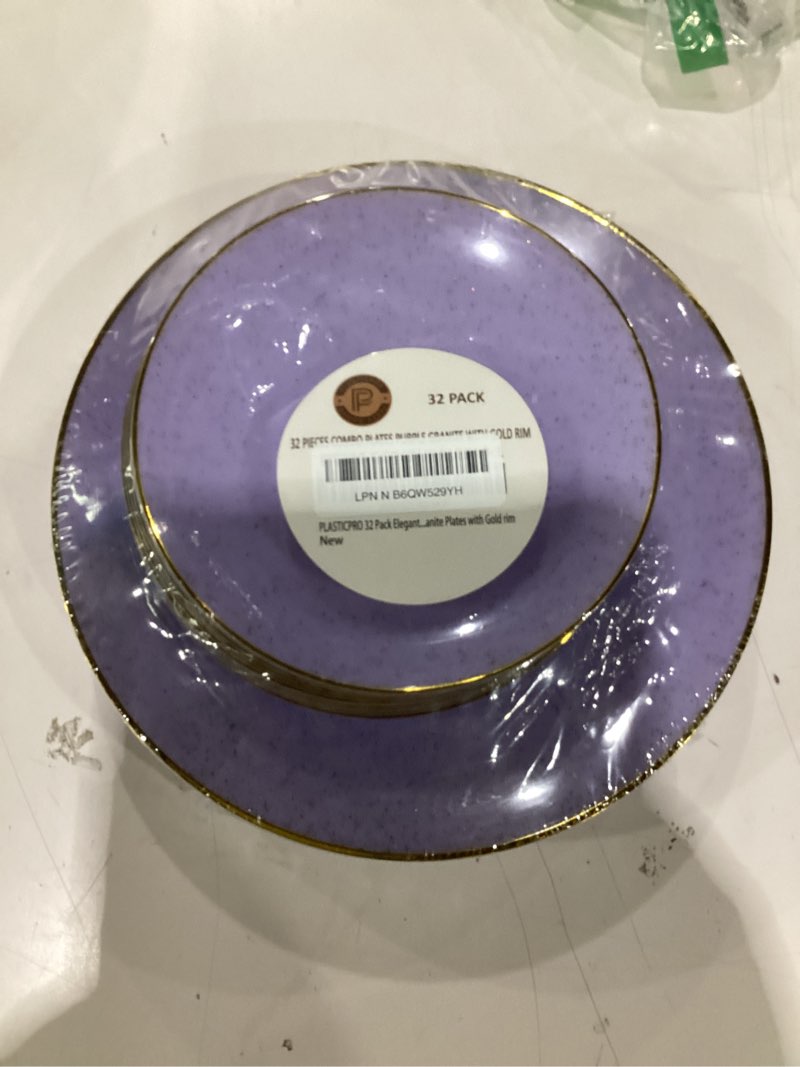 32 PACK
32 PIECES COMBO PLATES PURPLE GRANITE WITH GOLD RIM
LPN N B6QW529YH
PLASTICPRO 32 Pack Elegant...anite Plates with Gold rim
New